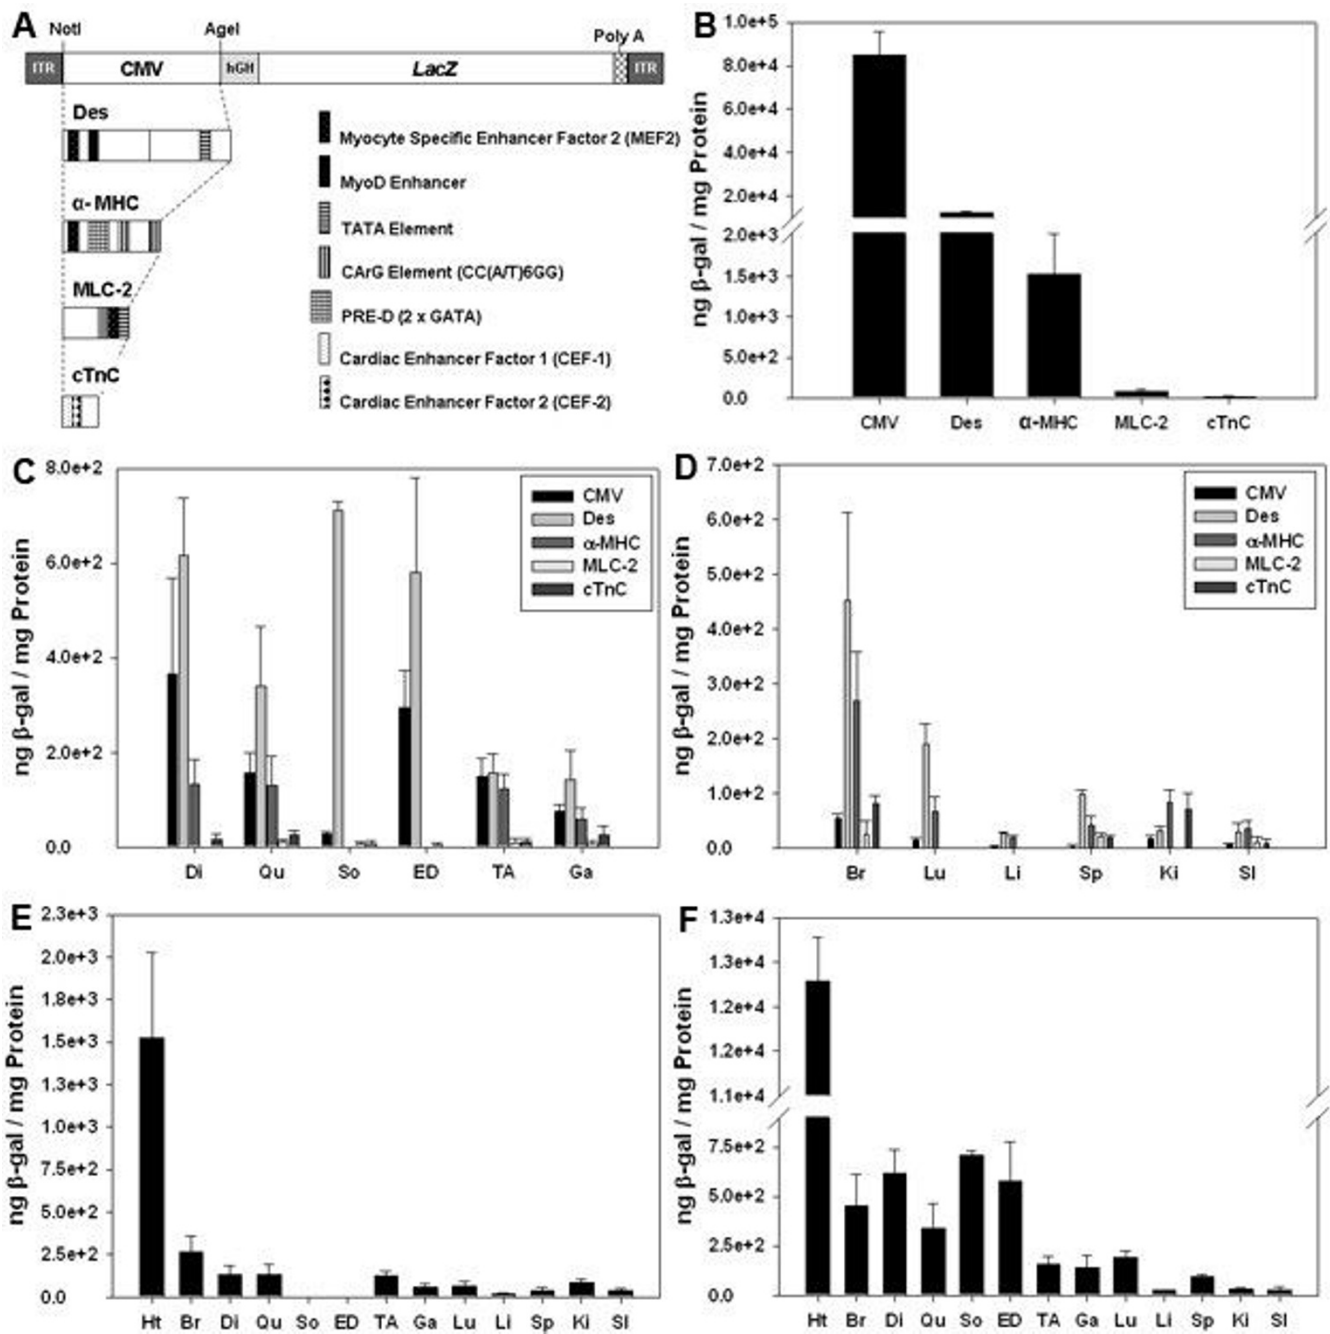 A
NotI
AgeI
Poly A
ITR
CMV
hGH
LacZ
ITR
Des
α-MHC
MLC-2
cTnC
Myocyte Specific Enhancer Factor 2 (MEF2)
MyoD Enhancer
TATA Element
CArG Element (CC(A/T)6GG)
PRE-D (2 x GATA)
Cardiac Enhancer Factor 1 (CEF-1)
Cardiac Enhancer Factor 2 (CEF-2)
B
ng β-gal / mg Protein
1.0e+5
8.0e+4
6.0e+4
4.0e+4
2.0e+4
2.0e+3
1.5e+3
1.0e+3
5.0e+2
0.0
CMV Des α-MHC MLC-2 cTnC
C
ng β-gal / mg Protein
8.0e+2
6.0e+2
4.0e+2
2.0e+2
0.0
CMV
Des
α-MHC
MLC-2
cTnC
Di Qu So ED TA Ga
D
ng β-gal / mg Protein
7.0e+2
6.0e+2
5.0e+2
4.0e+2
3.0e+2
2.0e+2
1.0e+2
0.0
CMV
Des
α-MHC
MLC-2
cTnC
Br Lu Li Sp Ki SI
E
ng β-gal / mg Protein
2.3e+3
2.0e+3
1.8e+3
1.5e+3
1.3e+3
1.0e+3
7.5e+2
5.0e+2
2.5e+2
0.0
Ht Br Di Qu So ED TA Ga Lu Li Sp Ki SI
F
ng β-gal / mg Protein
1.3e+4
1.3e+4
1.2e+4
1.2e+4
1.1e+4
7.5e+2
5.0e+2
2.5e+2
0.0
Ht Br Di Qu So ED TA Ga Lu Li Sp Ki SI